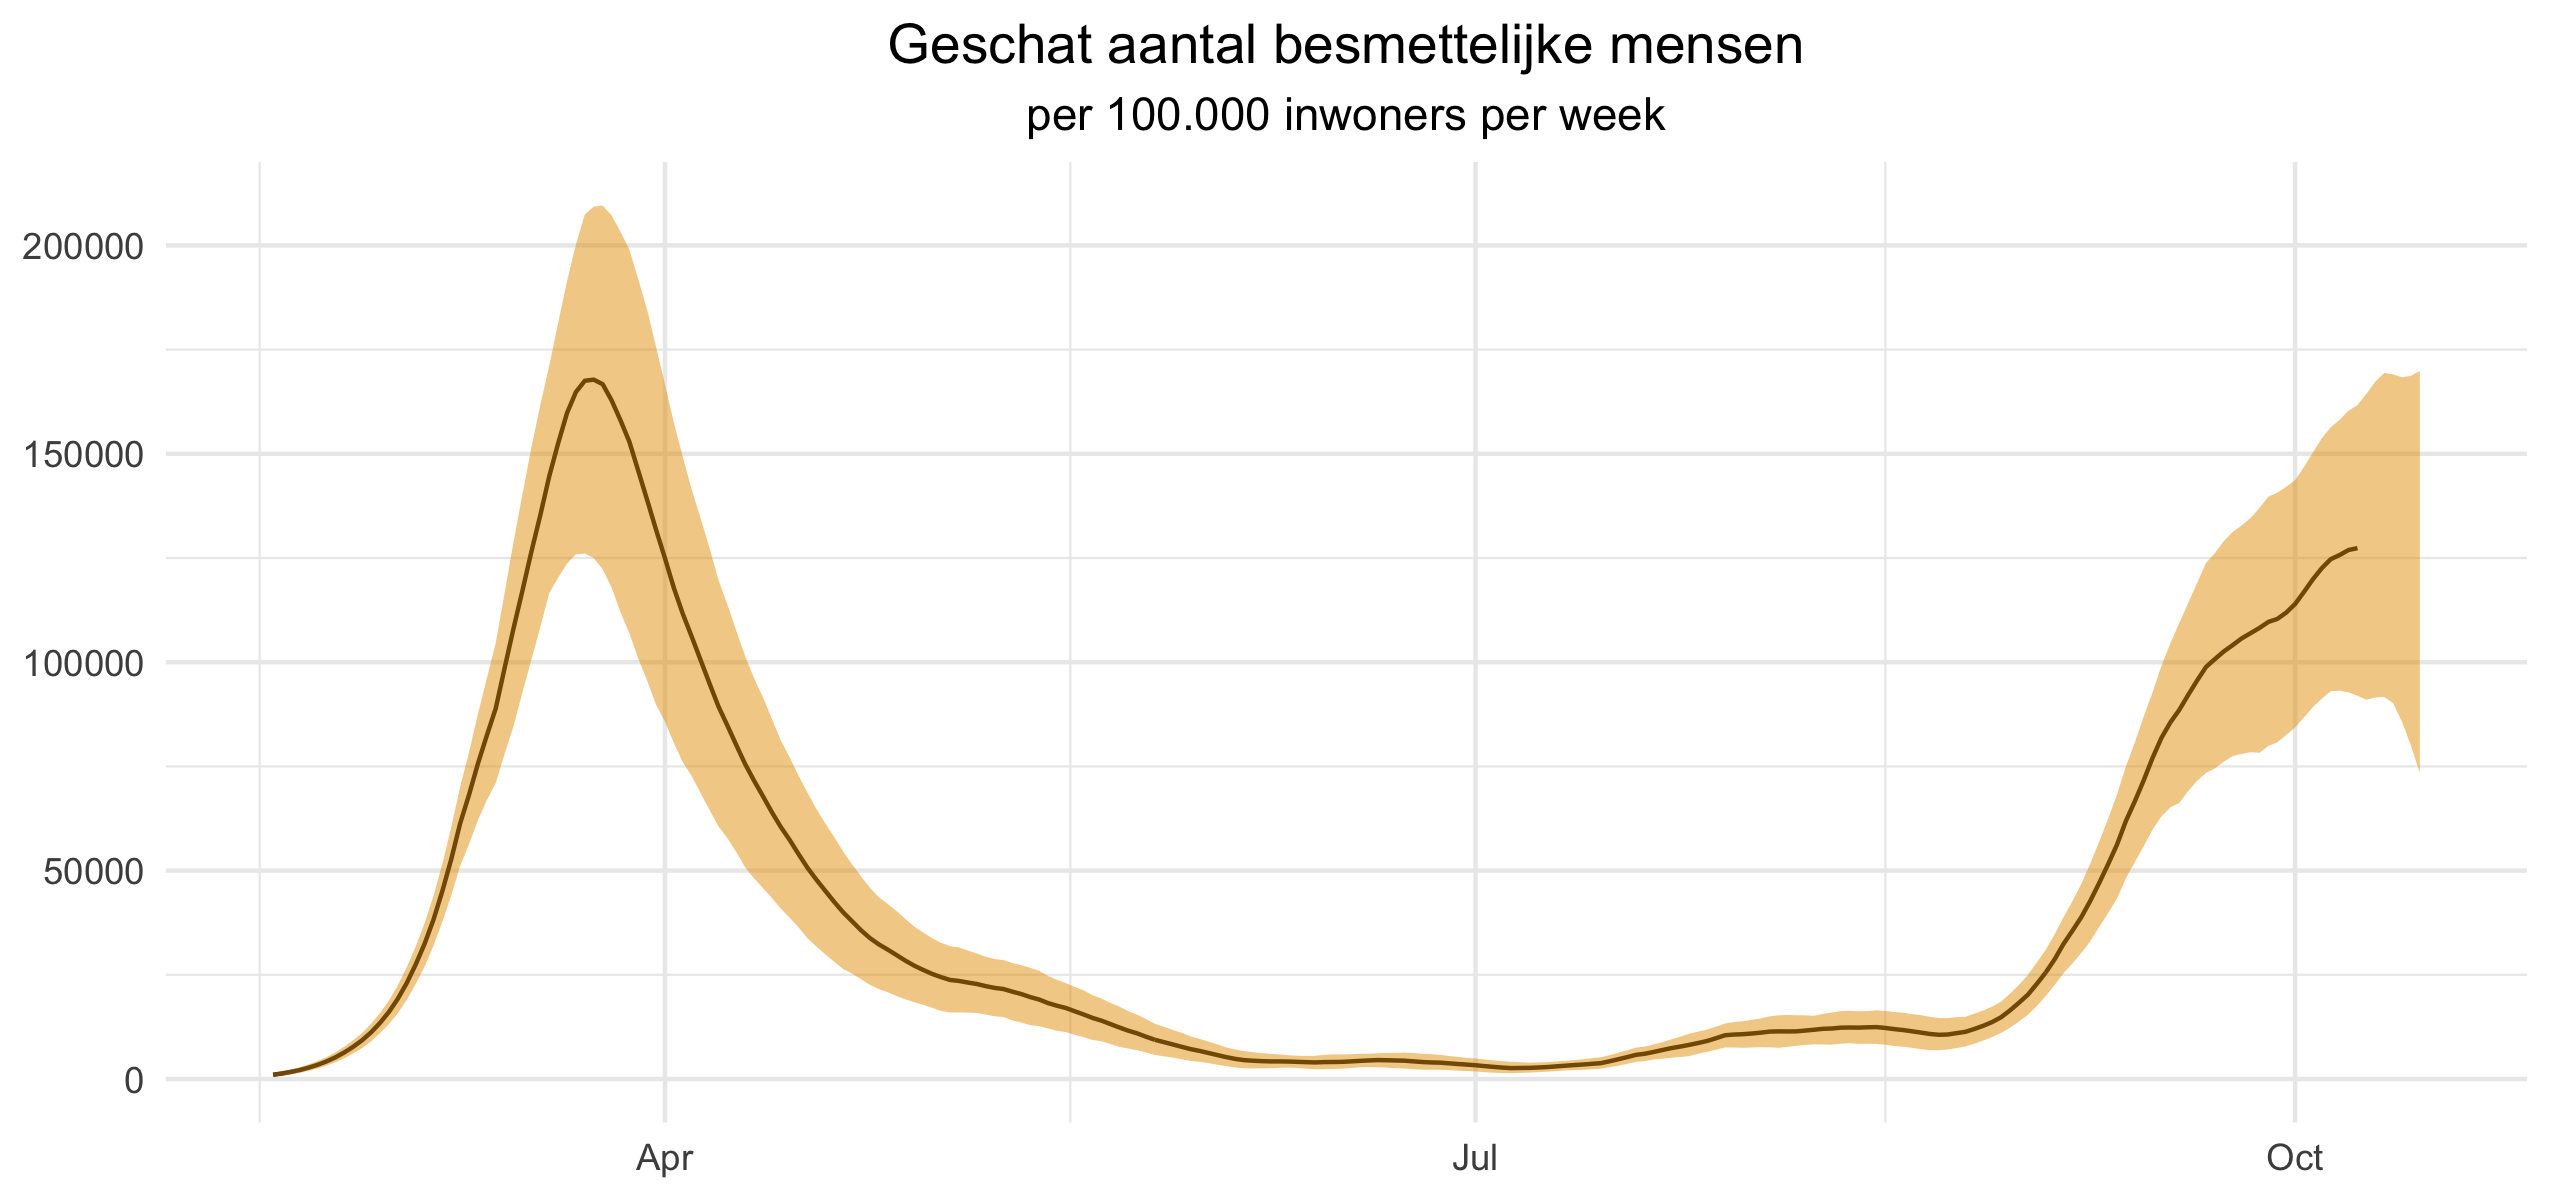 Geschat aantal besmettelijke mensen
per 100.000 inwoners per week
200000
150000
100000
50000
0
Apr Jul Oct